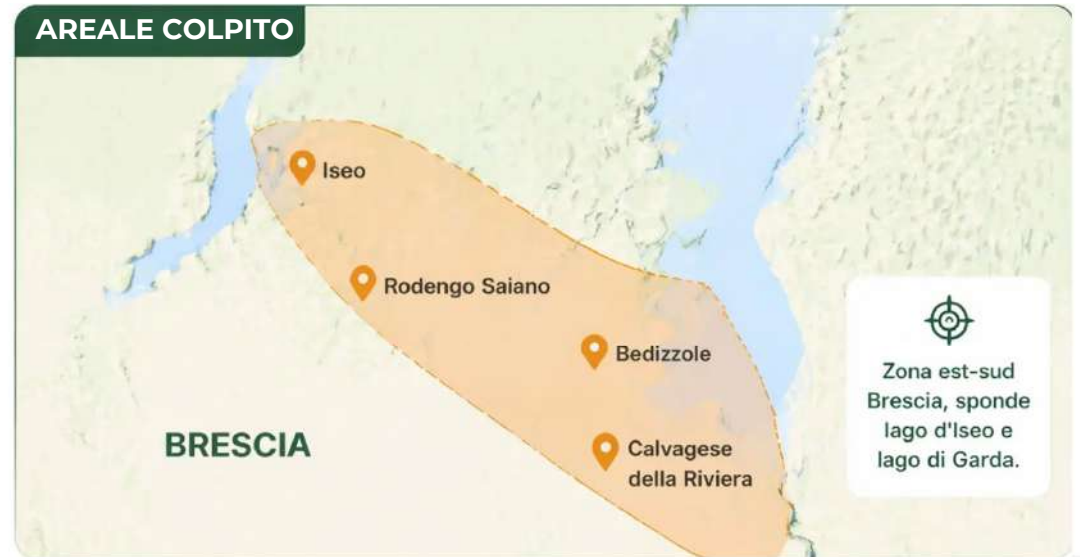 AREALE COLPITO
Iseo
Rodengo Saiano
Bedizzole
Zona est-sud
Brescia, sponde
lago d'Iseo e
lago di Garda.
BRESCIA
Calvagese
della Riviera